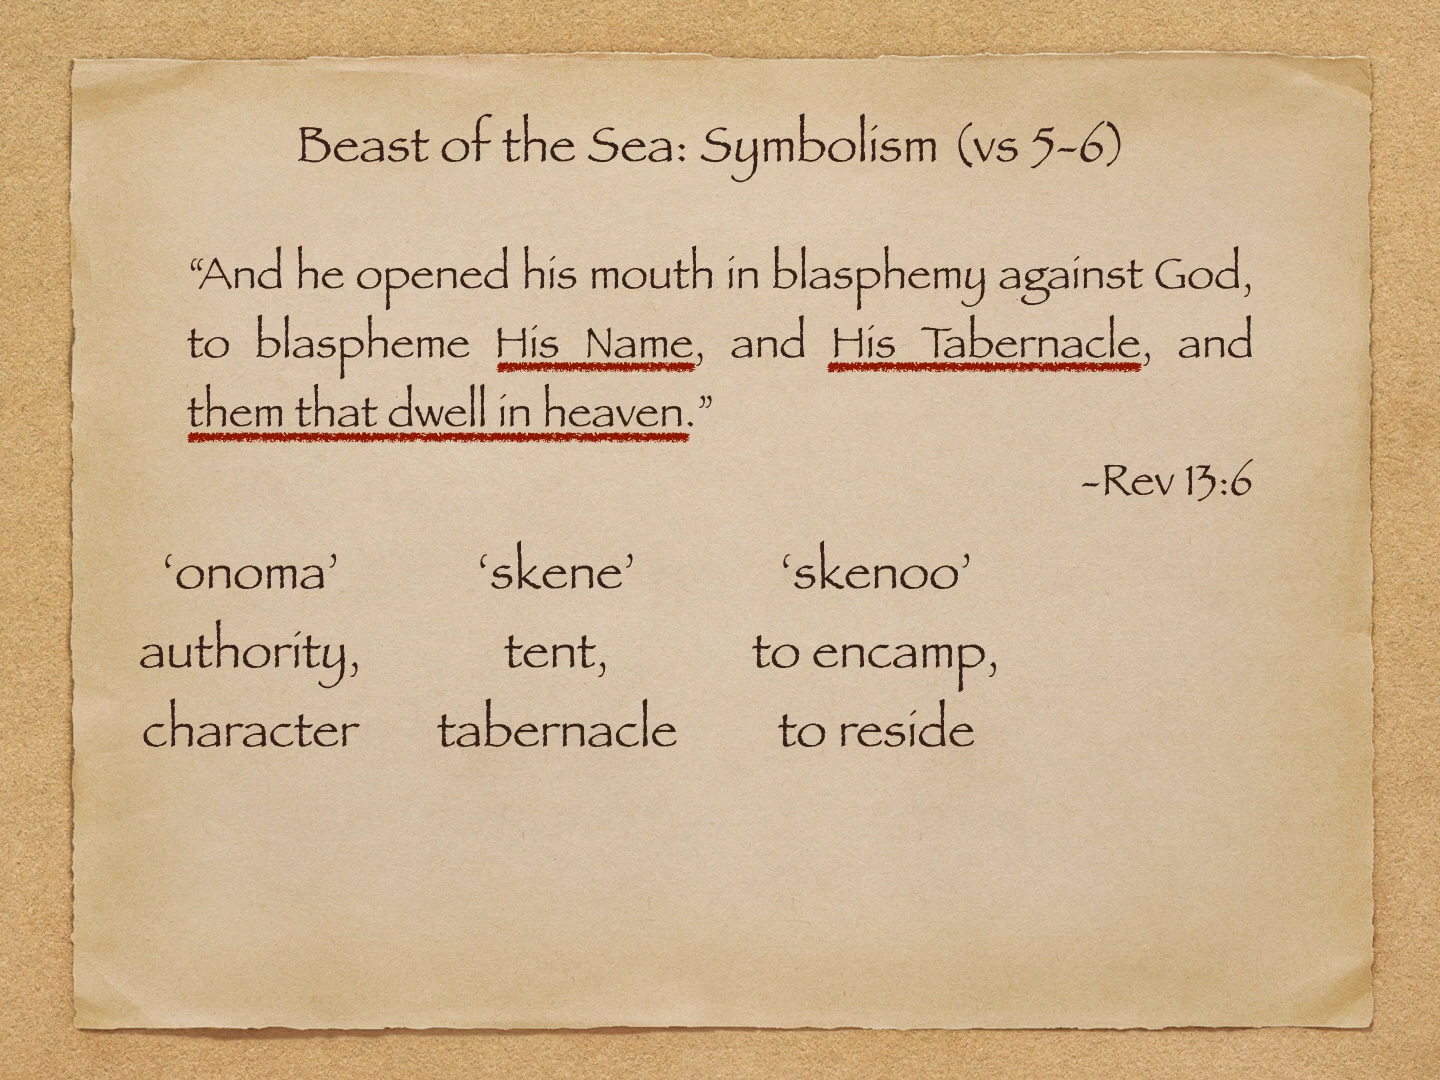 Beast of the Sea: Symbolism (vs 5-6)
“And he opened his mouth in blasphemy against God,
to blaspheme His Name, and His Tabernacle, and
them that dwell in heaven.”
-Rev 13:6
‘onoma’ ‘skene’ ‘skenoo’
authority, tent, to encamp,
character tabernacle to reside